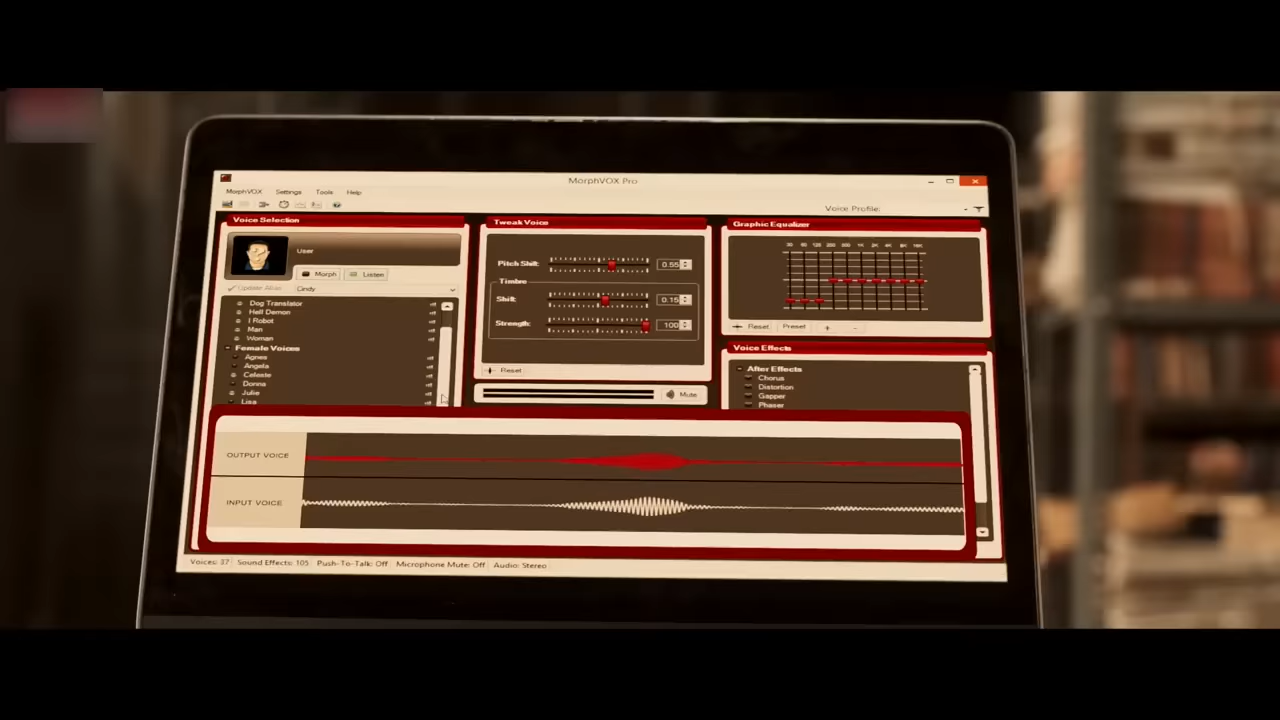 MorphVOX Pro
MorphVOX Settings Tools Help
Voice Profile:
Voice Selection
User
Morph Listen
Update Alias Cindy
Dog Translator
Hell Demon
I Robot
Man
Woman
Female Voices
Agnes
Angela
Celeste
Donna
Julie
Lisa
Tweak Voice
Pitch Shift: 0.55
Timbre
Shift: 0.15
Strength: 100
Reset
Mute
Graphic Equalizer
Reset Preset + -
Voice Effects
After Effects
Chorus
Distortion
Gapper
Phaser
OUTPUT VOICE
INPUT VOICE
Voices: 37 Sound Effects: 105 Push-To-Talk: Off Microphone Mute: Off Audio: Stereo